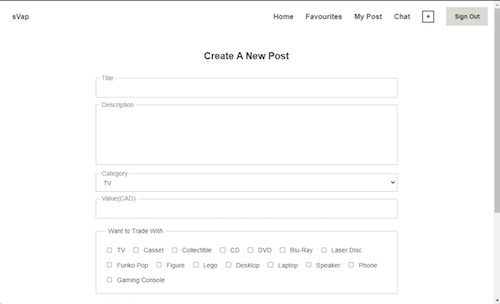 sVap Home Favourites My Post Chat + Sign Out
Create A New Post
Title
Description
Category
TV
Value(CAD)
Want to Trade With
TV Casset Collectible CD DVD Blu-Ray Laser Disc
Funko Pop Figure Lego Desktop Laptop Speaker Phone
Gaming Console